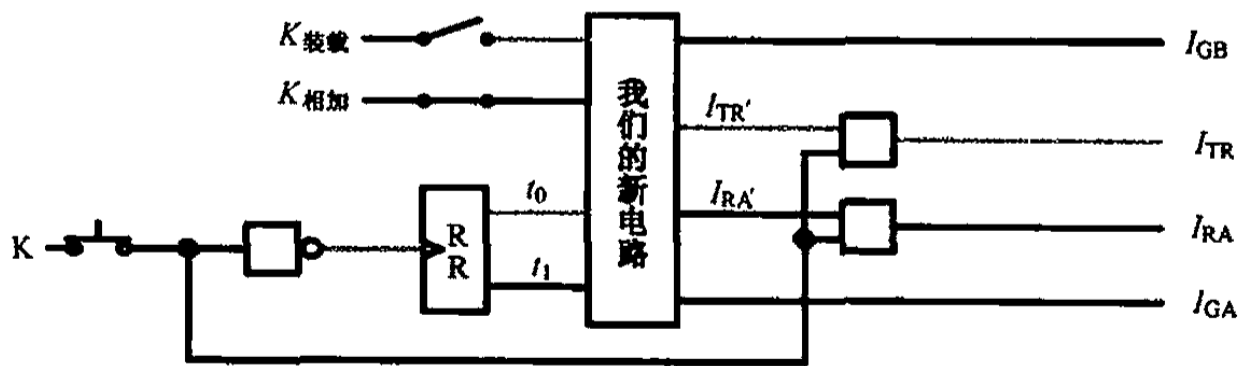 K装载
K相加
我们的新电路
I_GB
I_TR′
I_TR
I_RA′
I_RA
I_GA
t₀
t₁
K
R
R